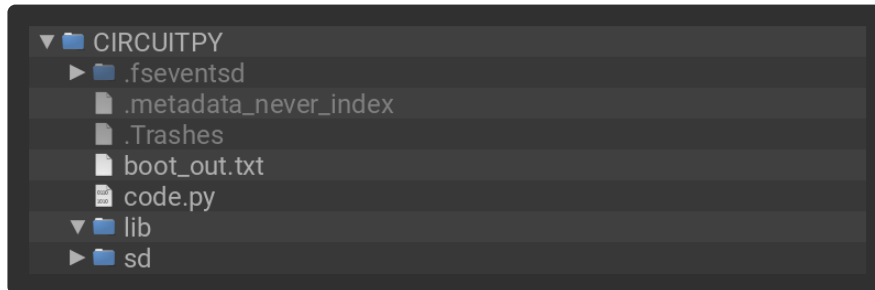 CIRCUITPY
.fseventsd
.metadata_never_index
.Trashes
boot_out.txt
code.py
lib
sd